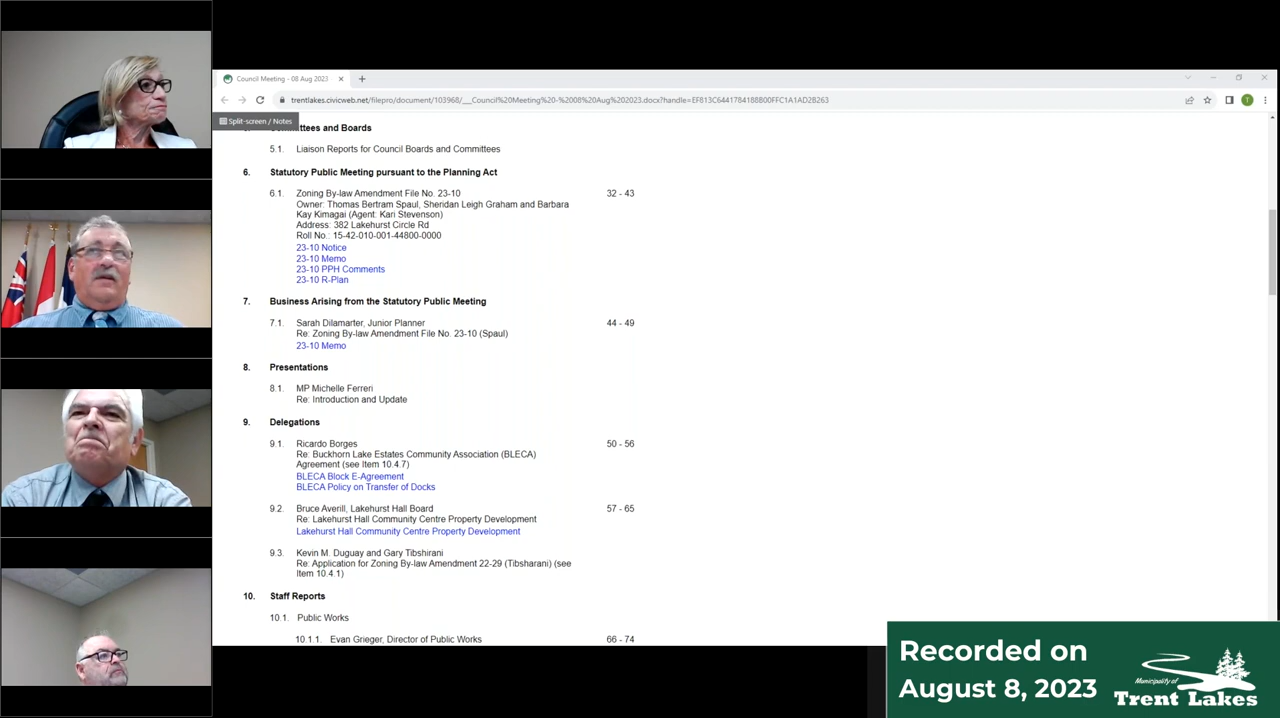 Council Meeting - 08 Aug 2023
trentlakes.civicweb.net/filepro/document/103968/__Council%20Meeting%20-%2008%20Aug%202023.docx?handle=EF813C6441784188B00FFC1A1AD2B263
T
Split-screen / Notes
Committees and Boards
5.1. Liaison Reports for Council Boards and Committees
6. Statutory Public Meeting pursuant to the Planning Act
6.1. Zoning By-law Amendment File No. 23-10 32 - 43
Owner: Thomas Bertram Spaul, Sheridan Leigh Graham and Barbara
Kay Kimagai (Agent: Kari Stevenson)
Address: 382 Lakehurst Circle Rd
Roll No.: 15-42-010-001-44800-0000
23-10 Notice
23-10 Memo
23-10 PPH Comments
23-10 R-Plan
7. Business Arising from the Statutory Public Meeting
7.1. Sarah Dilamarter, Junior Planner 44 - 49
Re: Zoning By-law Amendment File No. 23-10 (Spaul)
23-10 Memo
8. Presentations
8.1. MP Michelle Ferreri
Re: Introduction and Update
9. Delegations
9.1. Ricardo Borges 50 - 56
Re: Buckhorn Lake Estates Community Association (BLECA)
Agreement (see Item 10.4.7)
BLECA Block E-Agreement
BLECA Policy on Transfer of Docks
9.2. Bruce Averill, Lakehurst Hall Board 57 - 65
Re: Lakehurst Hall Community Centre Property Development
Lakehurst Hall Community Centre Property Development
9.3. Kevin M. Duguay and Gary Tibshirani
Re: Application for Zoning By-law Amendment 22-29 (Tibsharani) (see
Item 10.4.1)
10. Staff Reports
10.1. Public Works
10.1.1. Evan Grieger, Director of Public Works 66 - 74
Recorded on
August 8, 2023
Municipality of
Trent Lakes